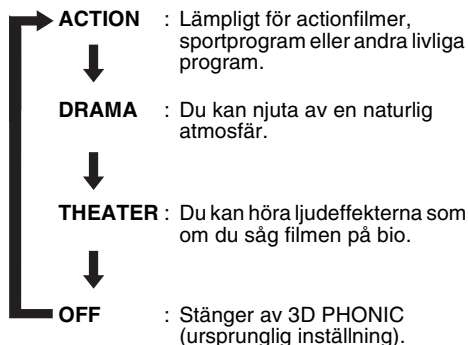 ACTION : Lämpligt för actionfilmer,
sportprogram eller andra livliga
program.
DRAMA : Du kan njuta av en naturlig
atmosfär.
THEATER : Du kan höra ljudeffekterna som
om du såg filmen på bio.
OFF : Stänger av 3D PHONIC
(ursprunglig inställning).